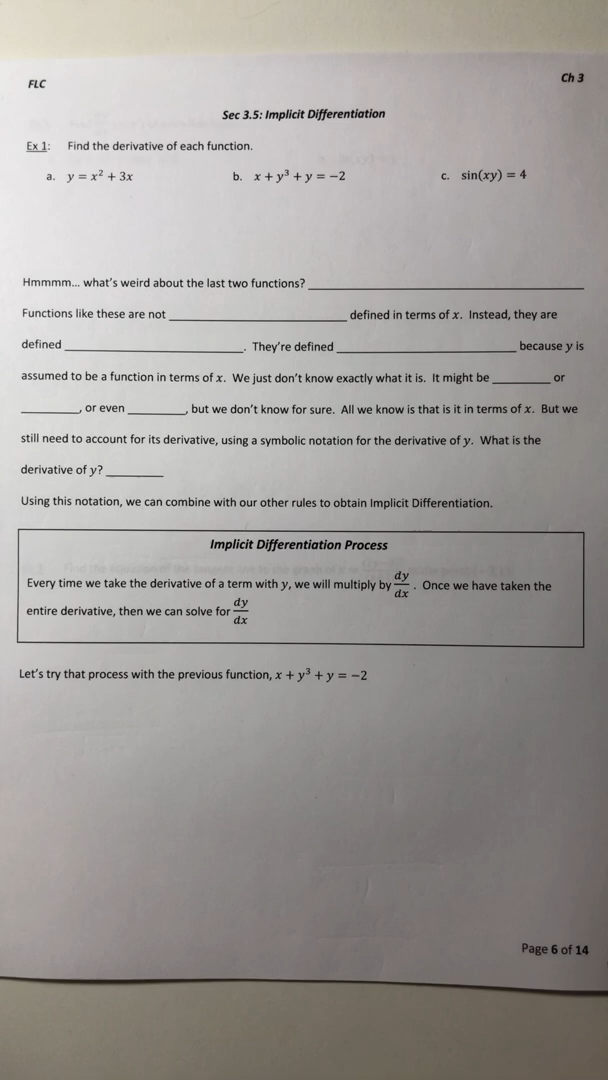 FLC
Ch 3
Sec 3.5: Implicit Differentiation
Ex 1: Find the derivative of each function.
a. y = x² + 3x b. x + y³ + y = −2 c. sin(xy) = 4
Hmmmm... what's weird about the last two functions? ____________________
Functions like these are not ____________________ defined in terms of x. Instead, they are
defined ____________________. They're defined ____________________ because y is
assumed to be a function in terms of x. We just don't know exactly what it is. It might be ________ or
________, or even ________, but we don't know for sure. All we know is that is it in terms of x. But we
still need to account for its derivative, using a symbolic notation for the derivative of y. What is the
derivative of y? ________
Using this notation, we can combine with our other rules to obtain Implicit Differentiation.
Implicit Differentiation Process
Every time we take the derivative of a term with y, we will multiply by dy/dx . Once we have taken the
entire derivative, then we can solve for dy/dx
Let's try that process with the previous function, x + y³ + y = −2
Page 6 of 14